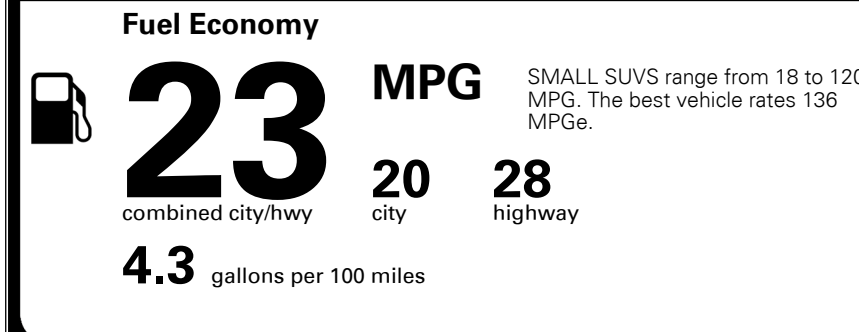 Fuel Economy
23
MPG
SMALL SUVS range from 18 to 120
MPG. The best vehicle rates 136
MPGe.
20 28
combined city/hwy city highway
4.3 gallons per 100 miles